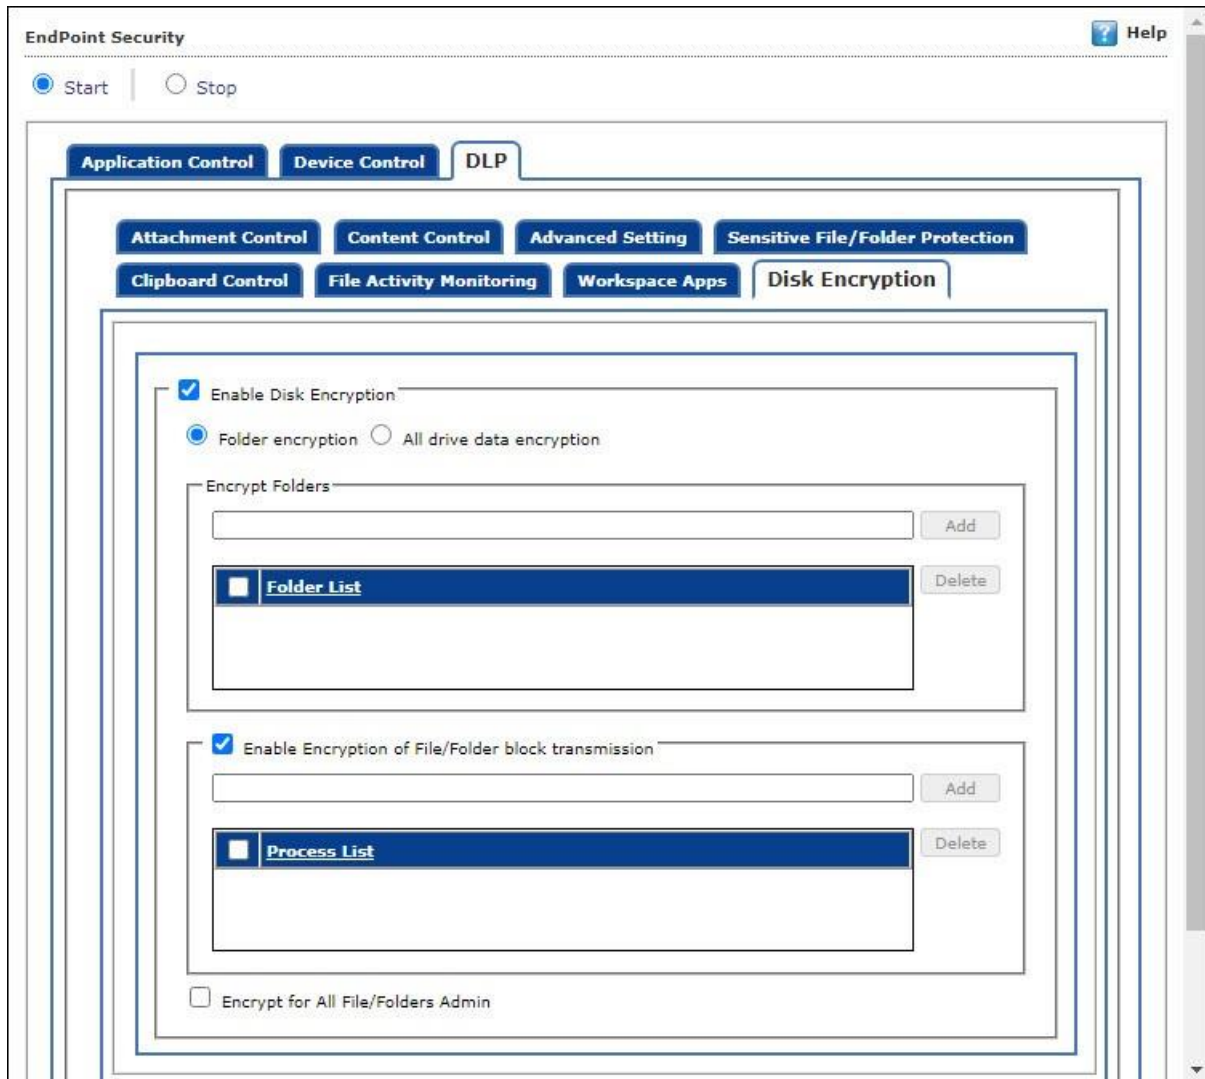 EndPoint Security
? Help
Start Stop
Application Control Device Control DLP
Attachment Control Content Control Advanced Setting Sensitive File/Folder Protection
Clipboard Control File Activity Monitoring Workspace Apps Disk Encryption
Enable Disk Encryption
Folder encryption All drive data encryption
Encrypt Folders
Add
Folder List Delete
Enable Encryption of File/Folder block transmission
Add
Process List Delete
Encrypt for All File/Folders Admin